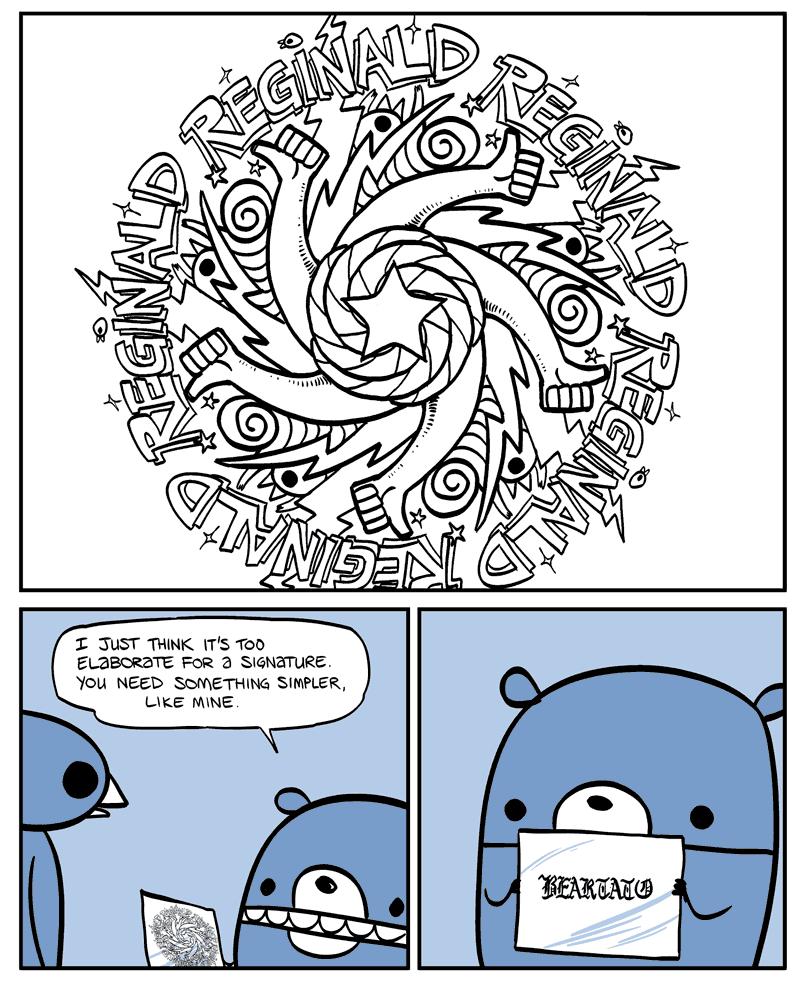 REGINALD
REGINALD
REGINALD
REGINALD
REGINALD
REGINALD
I JUST THINK IT'S TOO
ELABORATE FOR A SIGNATURE.
YOU NEED SOMETHING SIMPLER,
LIKE MINE.
BEARTATO